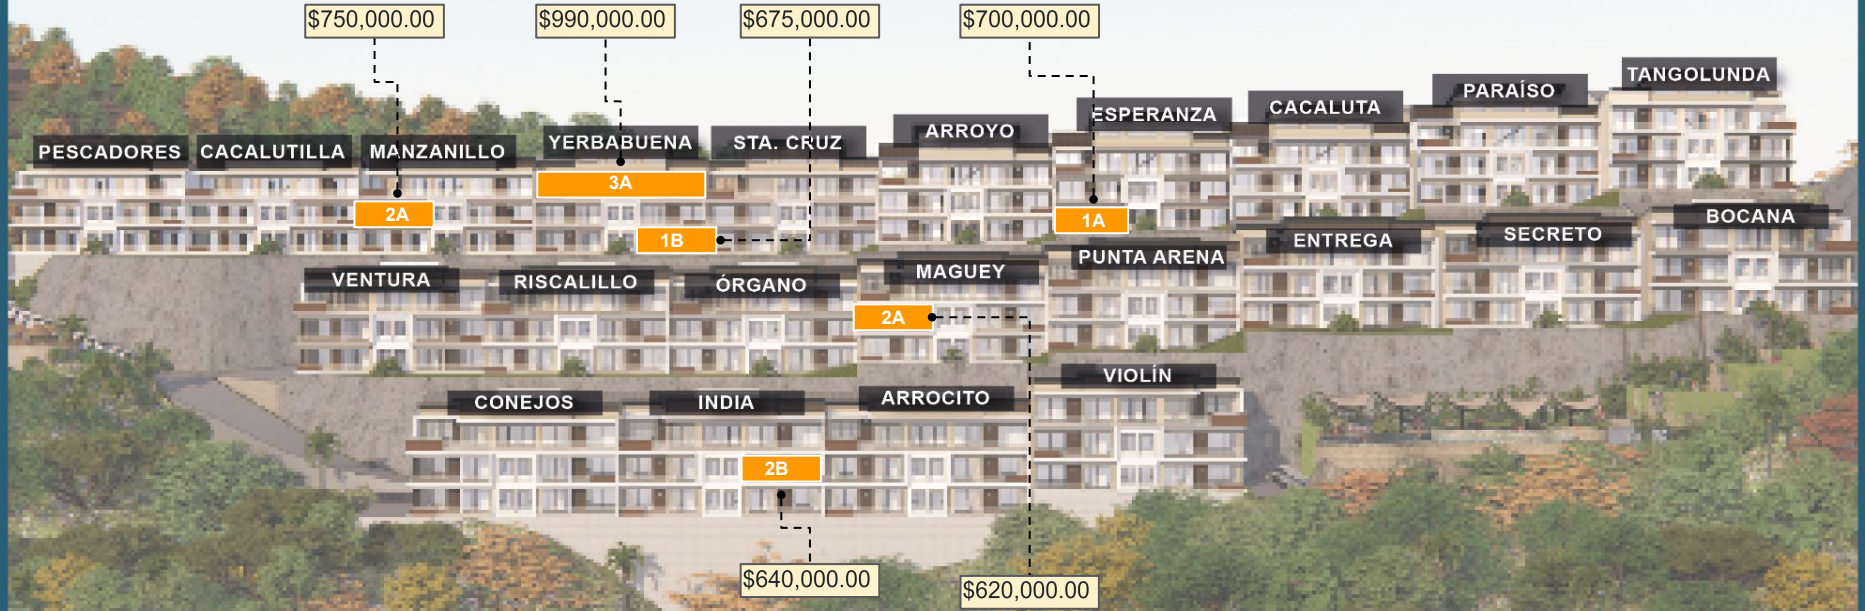 $750,000.00
$990,000.00
$675,000.00
$700,000.00
TANGOLUNDA
PARAÍSO
CACALUTA
ESPERANZA
ARROYO
STA. CRUZ
YERBABUENA
MANZANILLO
CACALUTILLA
PESCADORES
3A
2A
1A
1B
BOCANA
SECRETO
ENTREGA
PUNTA ARENA
MAGUEY
ÓRGANO
RISCALILLO
VENTURA
2A
VIOLÍN
ARROCITO
INDIA
CONEJOS
2B
$640,000.00
$620,000.00